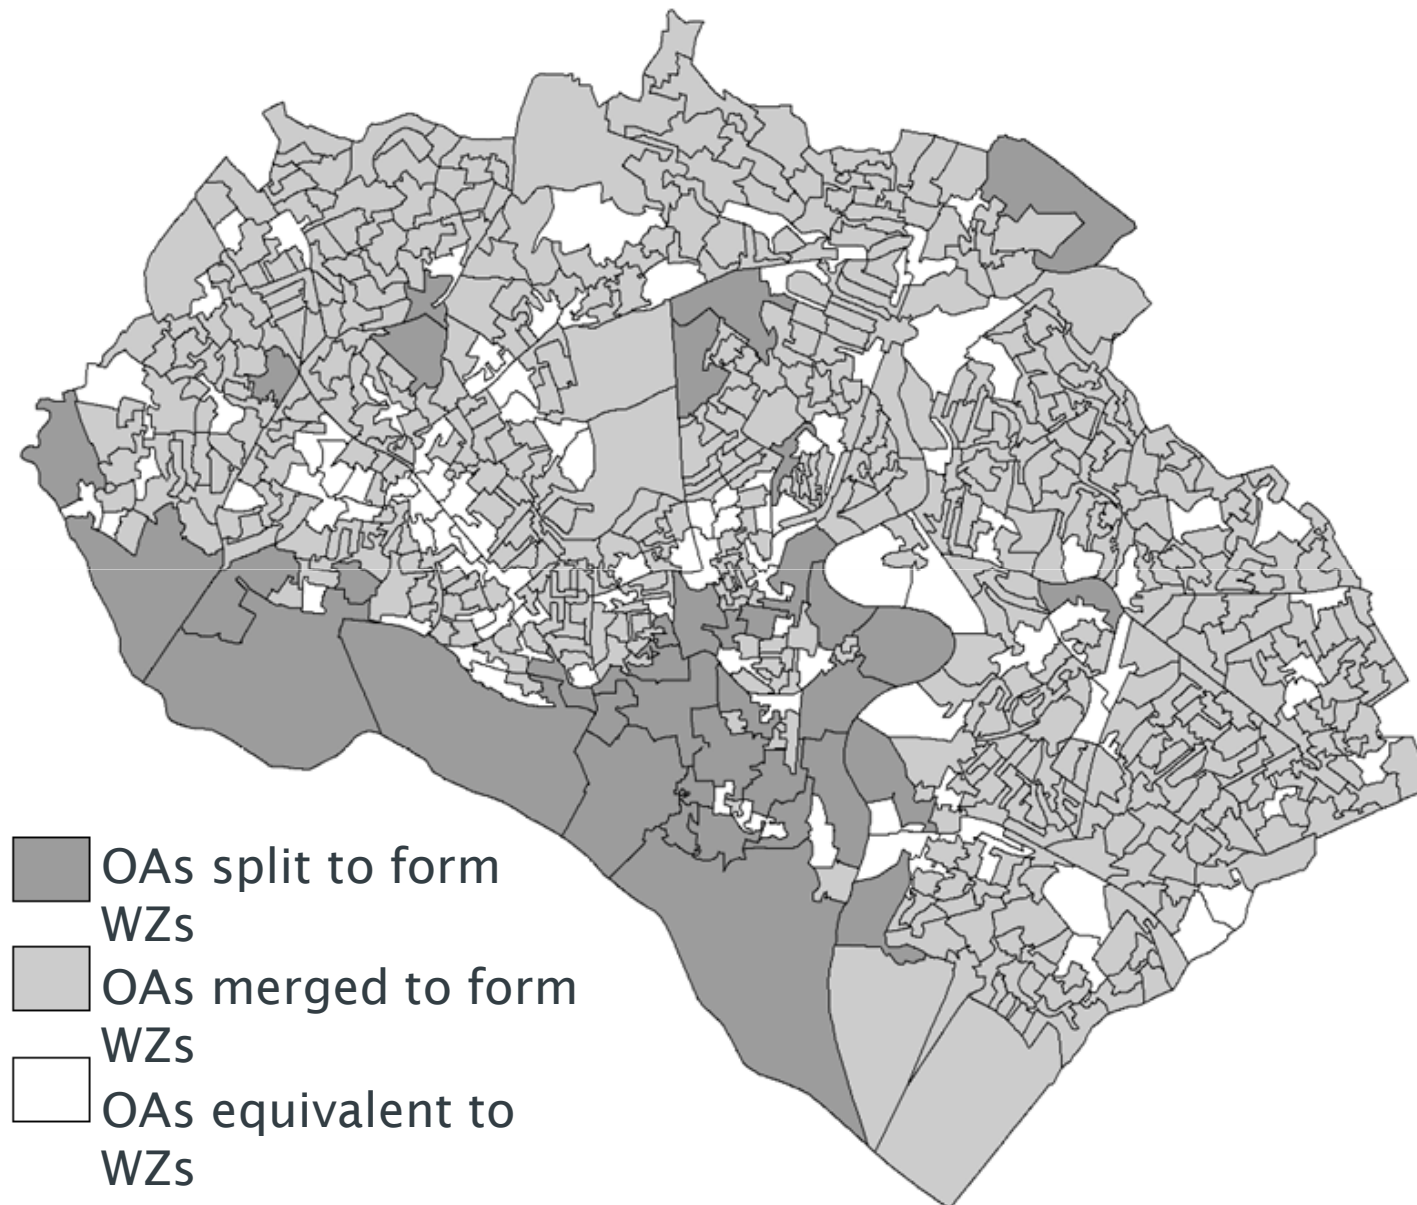 OAs split to form
WZs
OAs merged to form
WZs
OAs equivalent to
WZs